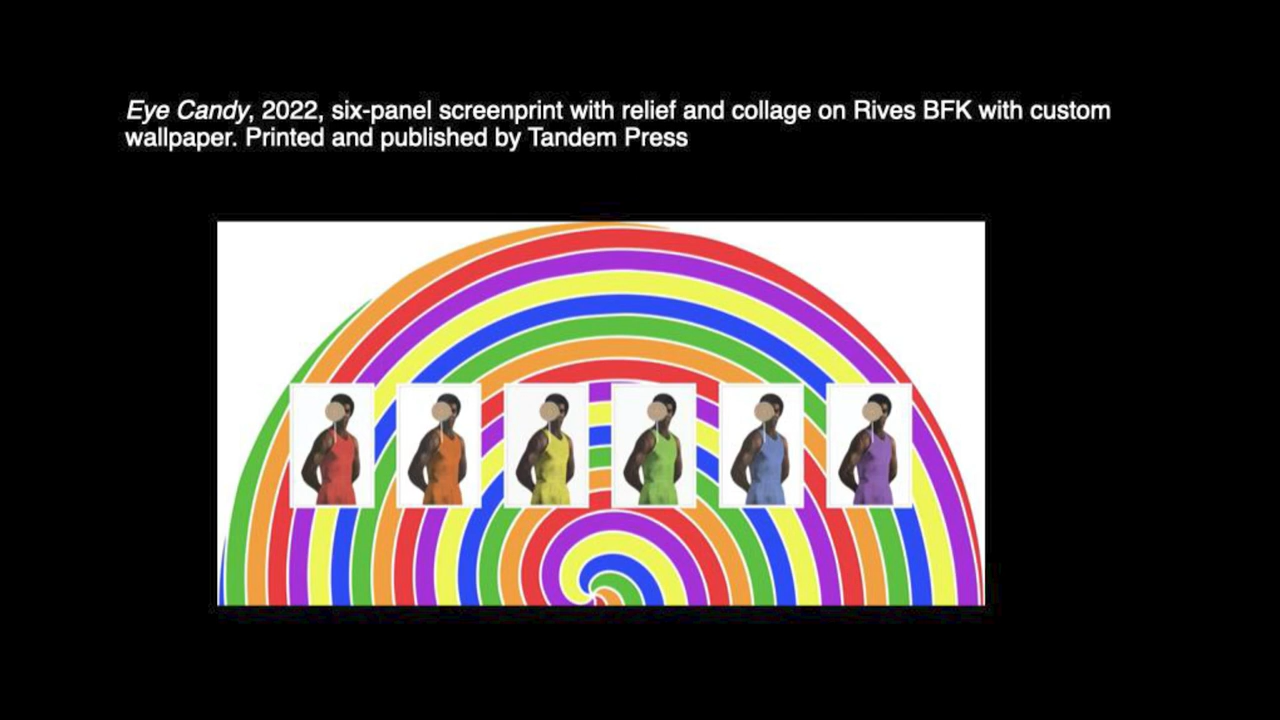 Eye Candy, 2022, six-panel screenprint with relief and collage on Rives BFK with custom
wallpaper. Printed and published by Tandem Press